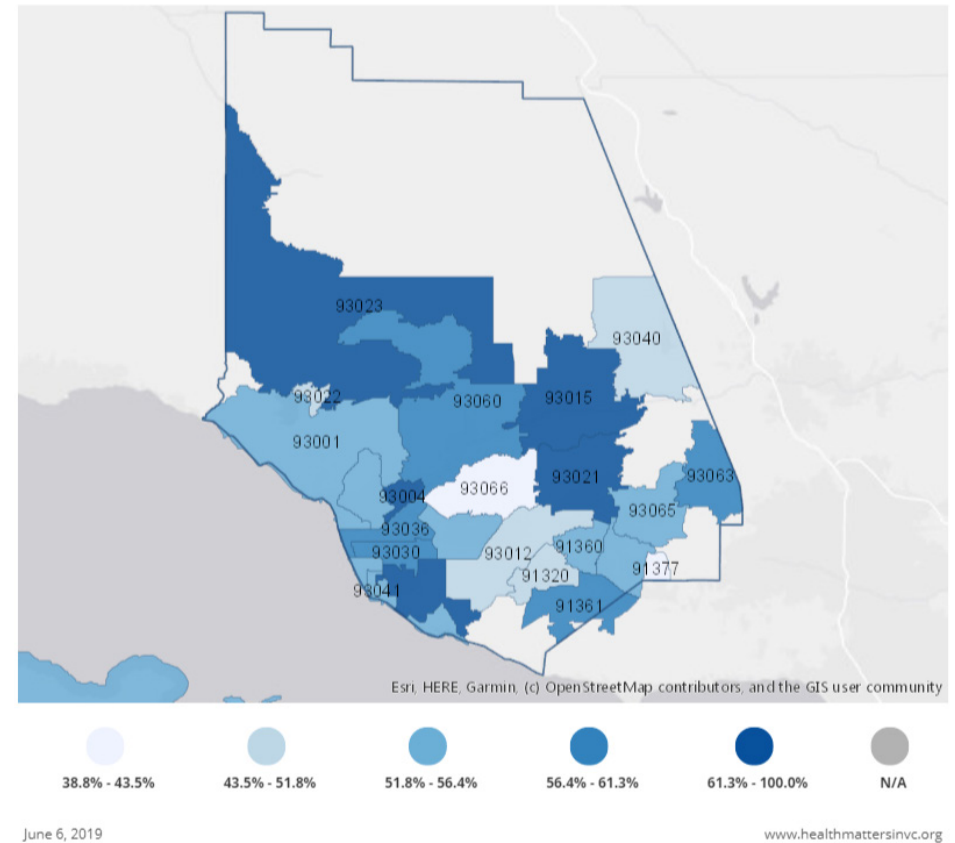 93023
93040
93022
93060
93015
93001
93021
93063
93004
93066
93065
93036
93030
93012
91360
91320
91377
93041
91361
Esri, HERE, Garmin, (c) OpenStreetMap contributors, and the GIS user community
38.8% - 43.5%
43.5% - 51.8%
51.8% - 56.4%
56.4% - 61.3%
61.3% - 100.0%
N/A
June 6, 2019
www.healthmattersinvc.org